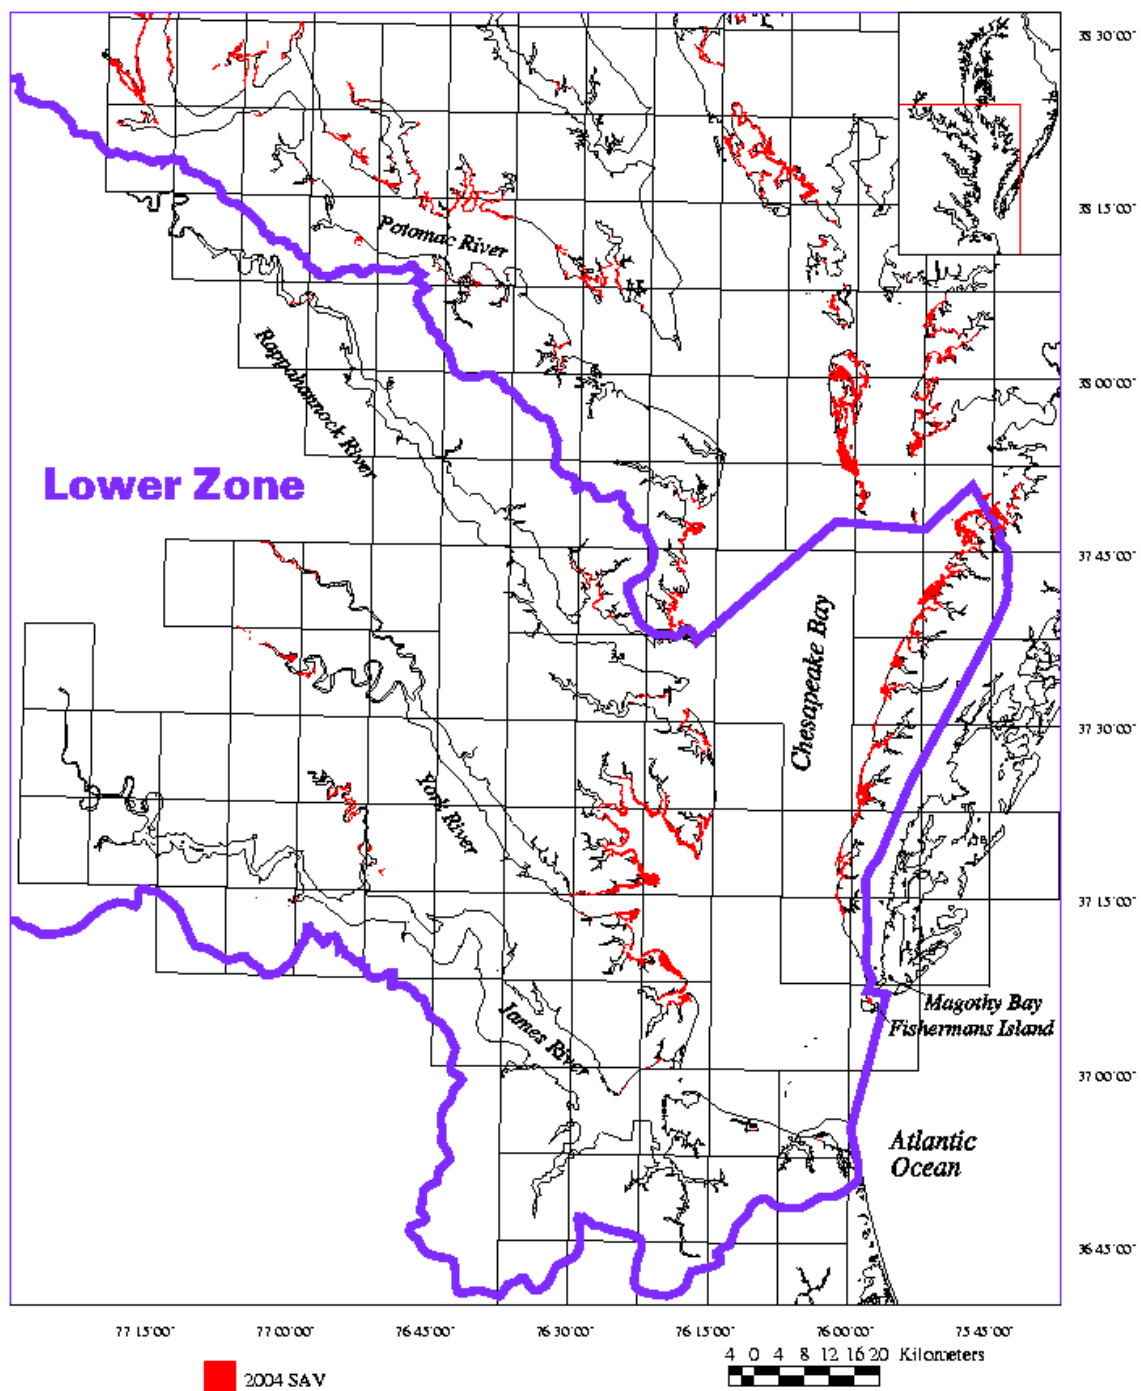 38 30'00"
38 15'00"
Potomac River
38 00'00"
Rappahannock River
Lower Zone
37 45'00"
Chesapeake Bay
37 30'00"
York River
37 15'00"
Magothy Bay
Fishermans Island
James River
37 00'00"
Atlantic
Ocean
36 45'00"
77 15'00" 77 00'00" 76 45'00" 76 30'00" 76 15'00" 76 00'00" 75 45'00"
4 0 4 8 12 16 20 Kilometers
2004 SAV